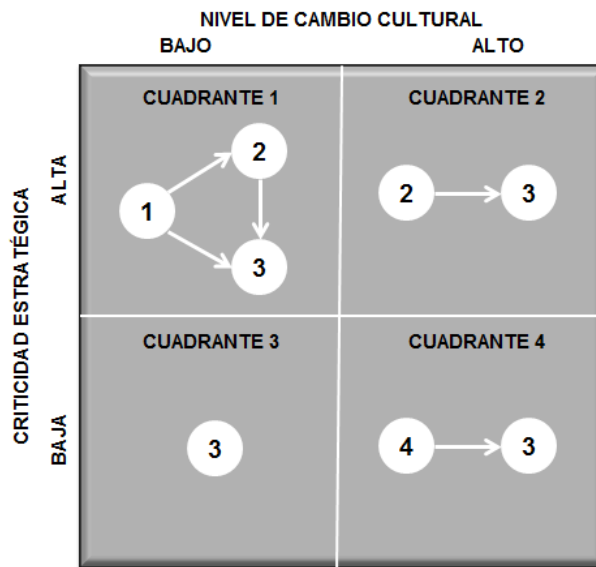 NIVEL DE CAMBIO CULTURAL
BAJO ALTO
CRITICIDAD ESTRATÉGICA
ALTA
CUADRANTE 1
2
1
3
CUADRANTE 2
2 3
BAJA
CUADRANTE 3
3
CUADRANTE 4
4 3